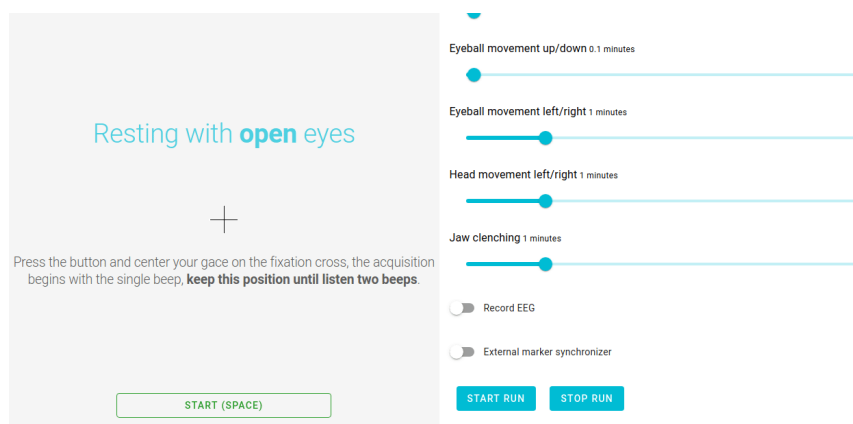 Resting with open eyes
Press the button and center your gace on the fixation cross, the acquisition
begins with the single beep, keep this position until listen two beeps.
START (SPACE)
Eyeball movement up/down 0.1 minutes
Eyeball movement left/right 1 minutes
Head movement left/right 1 minutes
Jaw clenching 1 minutes
Record EEG
External marker synchronizer
START RUN STOP RUN